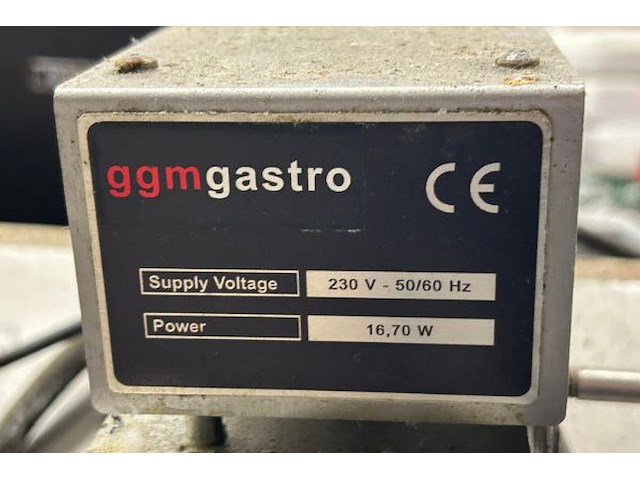 ggmgastro
CE
Supply Voltage 230 V - 50/60 Hz
Power 16,70 W